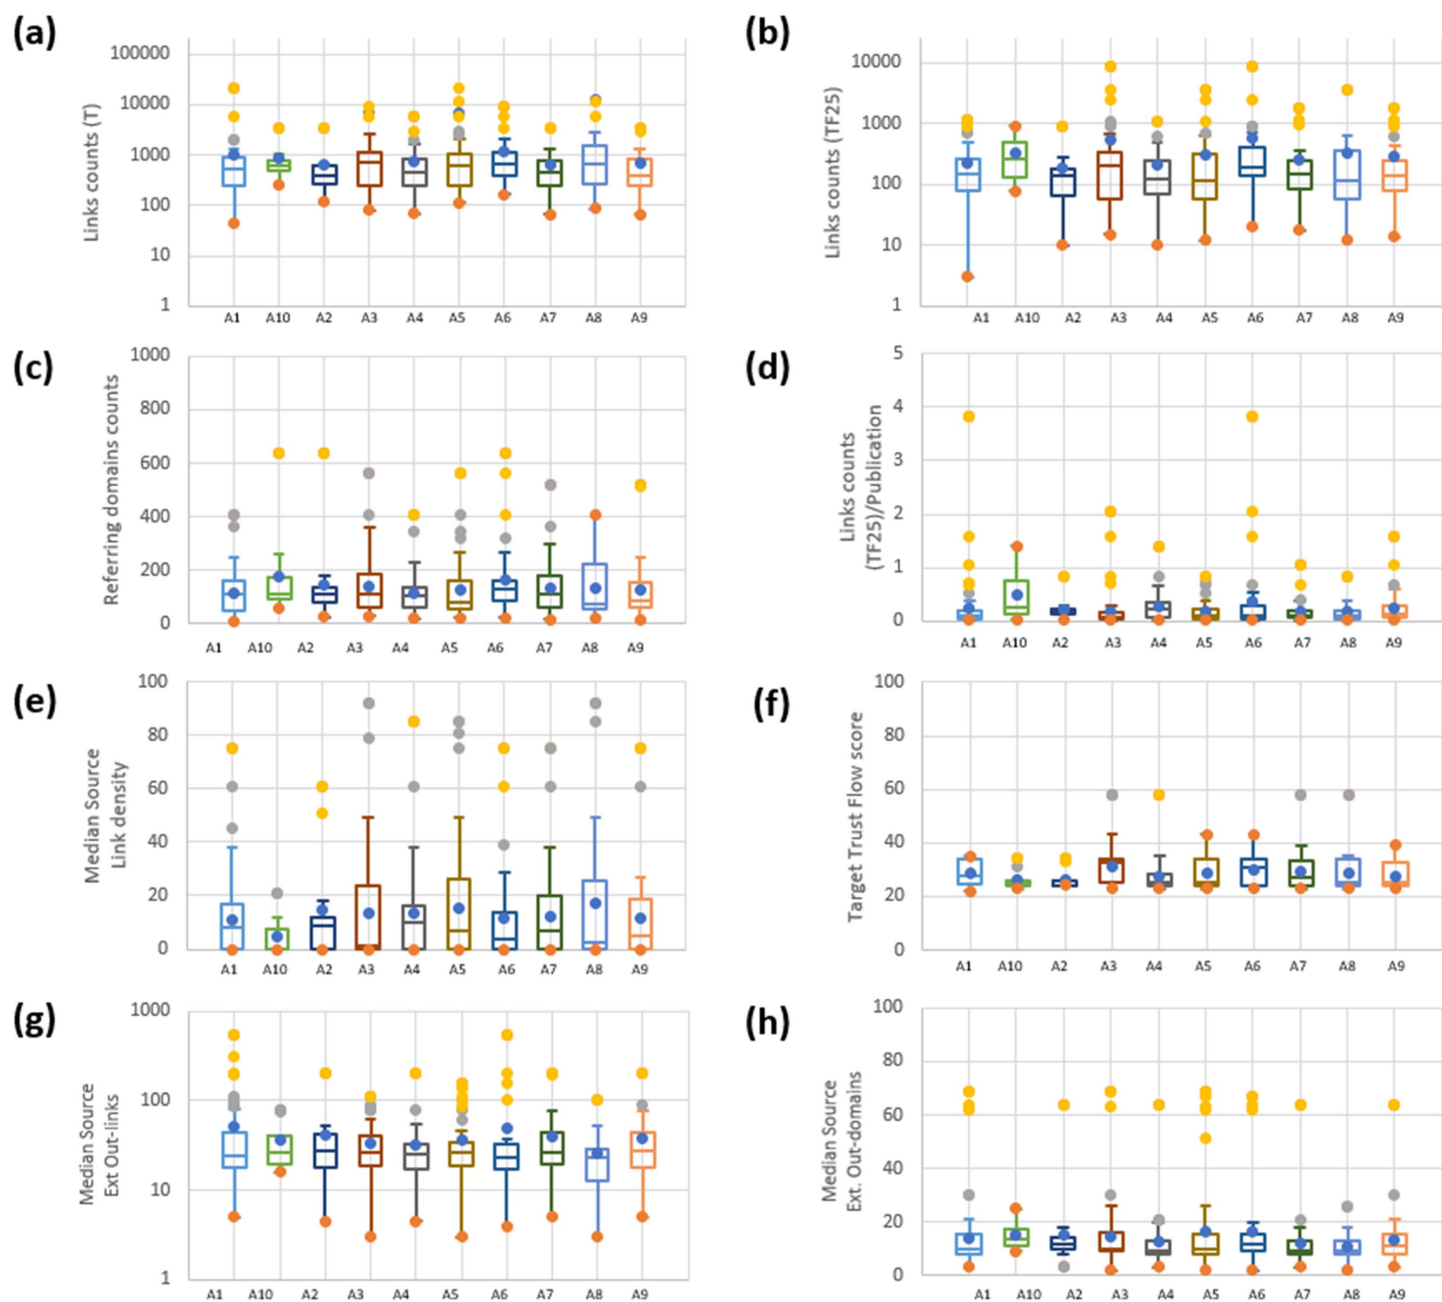 (a)
Links counts (T)
100000
10000
1000
100
10
1
A1 A10 A2 A3 A4 A5 A6 A7 A8 A9
(b)
Links counts (TF25)
10000
1000
100
10
1
A1 A10 A2 A3 A4 A5 A6 A7 A8 A9
(c)
Referring domains counts
1000
800
600
400
200
0
A1 A10 A2 A3 A4 A5 A6 A7 A8 A9
(d)
Links counts
(TF25)/Publication
5
4
3
2
1
0
A1 A10 A2 A3 A4 A5 A6 A7 A8 A9
(e)
Median Source
Link density
100
80
60
40
20
0
A1 A10 A2 A3 A4 A5 A6 A7 A8 A9
(f)
Target Trust Flow score
100
80
60
40
20
0
A1 A10 A2 A3 A4 A5 A6 A7 A8 A9
(g)
Median Source
Ext Out-links
1000
100
10
1
A1 A10 A2 A3 A4 A5 A6 A7 A8 A9
(h)
Median Source
Ext. Out-domains
100
80
60
40
20
0
A1 A10 A2 A3 A4 A5 A6 A7 A8 A9